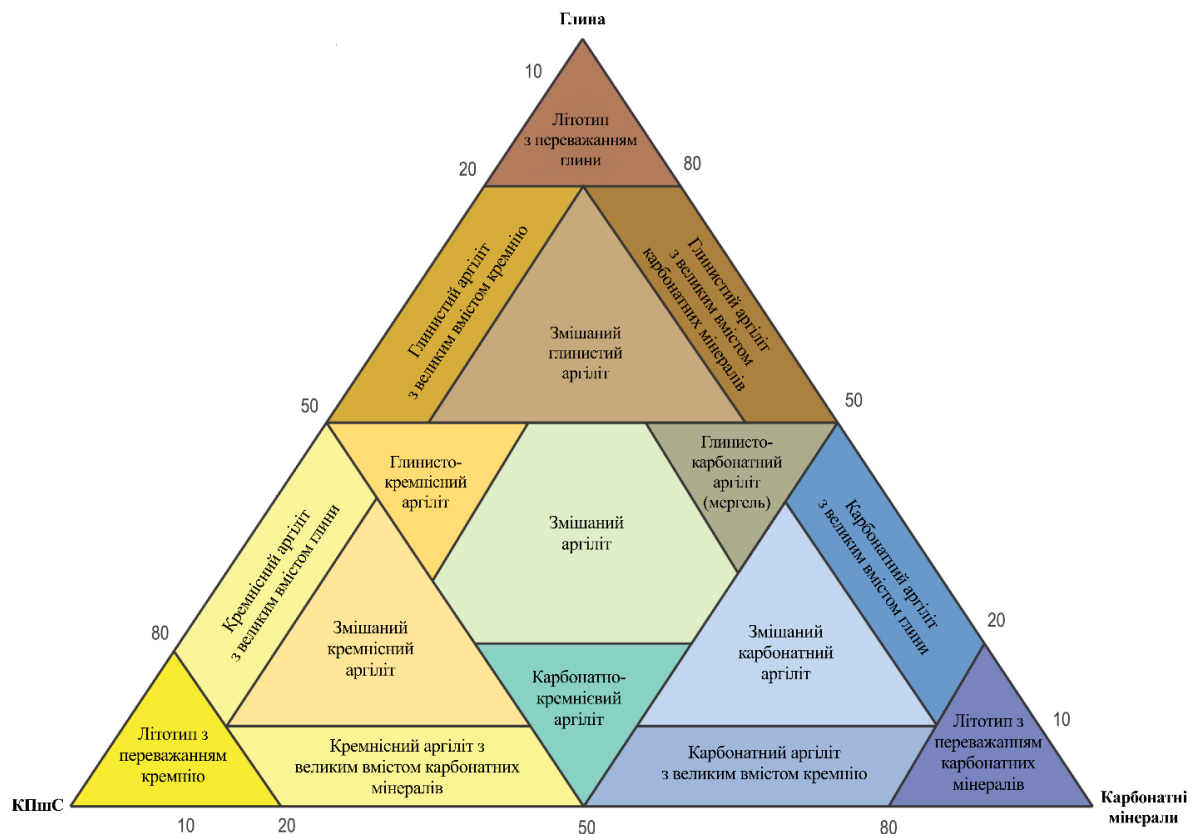 Глина
10
Літотип
з переважанням
глини
20
80
Глинистий аргіліт
з великим вмістом кремнію
Глинистий аргіліт
з великим вмістом
карбонатних мінералів
Змішаний
глинистий
аргіліт
50
50
Глинисто-
кремнісний
аргіліт
Глинисто-
карбонатний
аргіліт
(мергель)
Змішаний
аргіліт
Кремнісний аргіліт
з великим вмістом глини
Карбонатний аргіліт
з великим вмістом глини
80
20
Змішаний
кремнісний
аргіліт
Змішаний
карбонатний
аргіліт
Карбонатно-
кремнієвий
аргіліт
Літотип з
переважанням
кремнію
Кремнісний аргіліт з
великим вмістом карбонатних
мінералів
Карбонатний аргіліт
з великим вмістом кремнію
Літотип з
переважанням
карбонатних
мінералів
10
КПшС
Карбонатні
мінерали
10
20
50
80